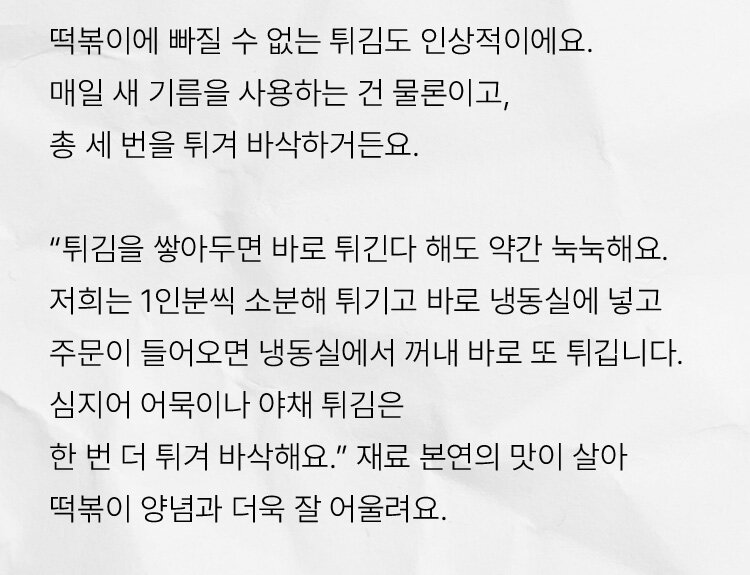 떡볶이에 빠질 수 없는 튀김도 인상적이에요.
매일 새 기름을 사용하는 건 물론이고,
총 세 번을 튀겨 바삭하거든요.
“튀김을 쌓아두면 바로 튀긴다 해도 약간 눅눅해요.
저희는 1인분씩 소분해 튀기고 바로 냉동실에 넣고
주문이 들어오면 냉동실에서 꺼내 바로 또 튀깁니다.
심지어 어묵이나 야채 튀김은
한 번 더 튀겨 바삭해요.” 재료 본연의 맛이 살아
떡볶이 양념과 더욱 잘 어울려요.